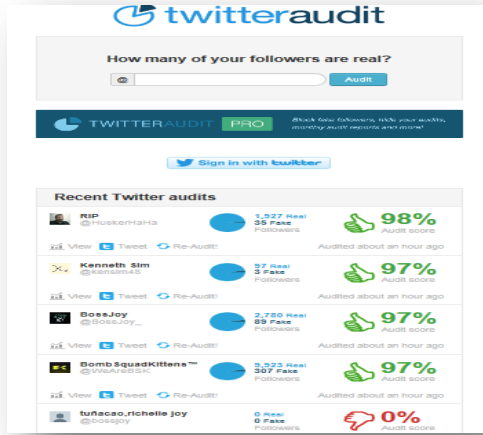 twitteraudit
How many of your followers are real?
@
Audit
TWITTERAUDIT PRO
Block fake followers, hide your audits,
monthly audit reports and more!
Sign in with twitter
Recent Twitter audits
RIP
@HuskerHaHa
1,527 Real
35 Fake
Followers
98%
Audit score
View Tweet Re-Audit!
Audited about an hour ago
Kenneth Sim
@kensim48
97 Real
3 Fake
Followers
97%
Audit score
View Tweet Re-Audit!
Audited about an hour ago
BossJoy
@BossJoy_
2,780 Real
89 Fake
Followers
97%
Audit score
View Tweet Re-Audit!
Audited about an hour ago
BombSquadKittens™
@WeAreBSK
9,523 Real
307 Fake
Followers
97%
Audit score
View Tweet Re-Audit!
Audited about an hour ago
tuñacao,richelle joy
@bossjoy
0 Real
0 Fake
Followers
0%
Audit score